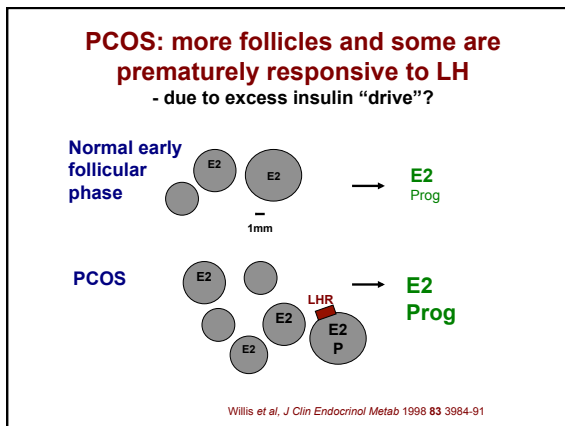 PCOS: more follicles and some are
prematurely responsive to LH
- due to excess insulin “drive”?
Normal early
follicular
phase
E2
E2
1mm
E2
Prog
PCOS
E2
LHR
E2
E2
E2
P
E2
Prog
Willis et al, J Clin Endocrinol Metab 1998 83 3984-91